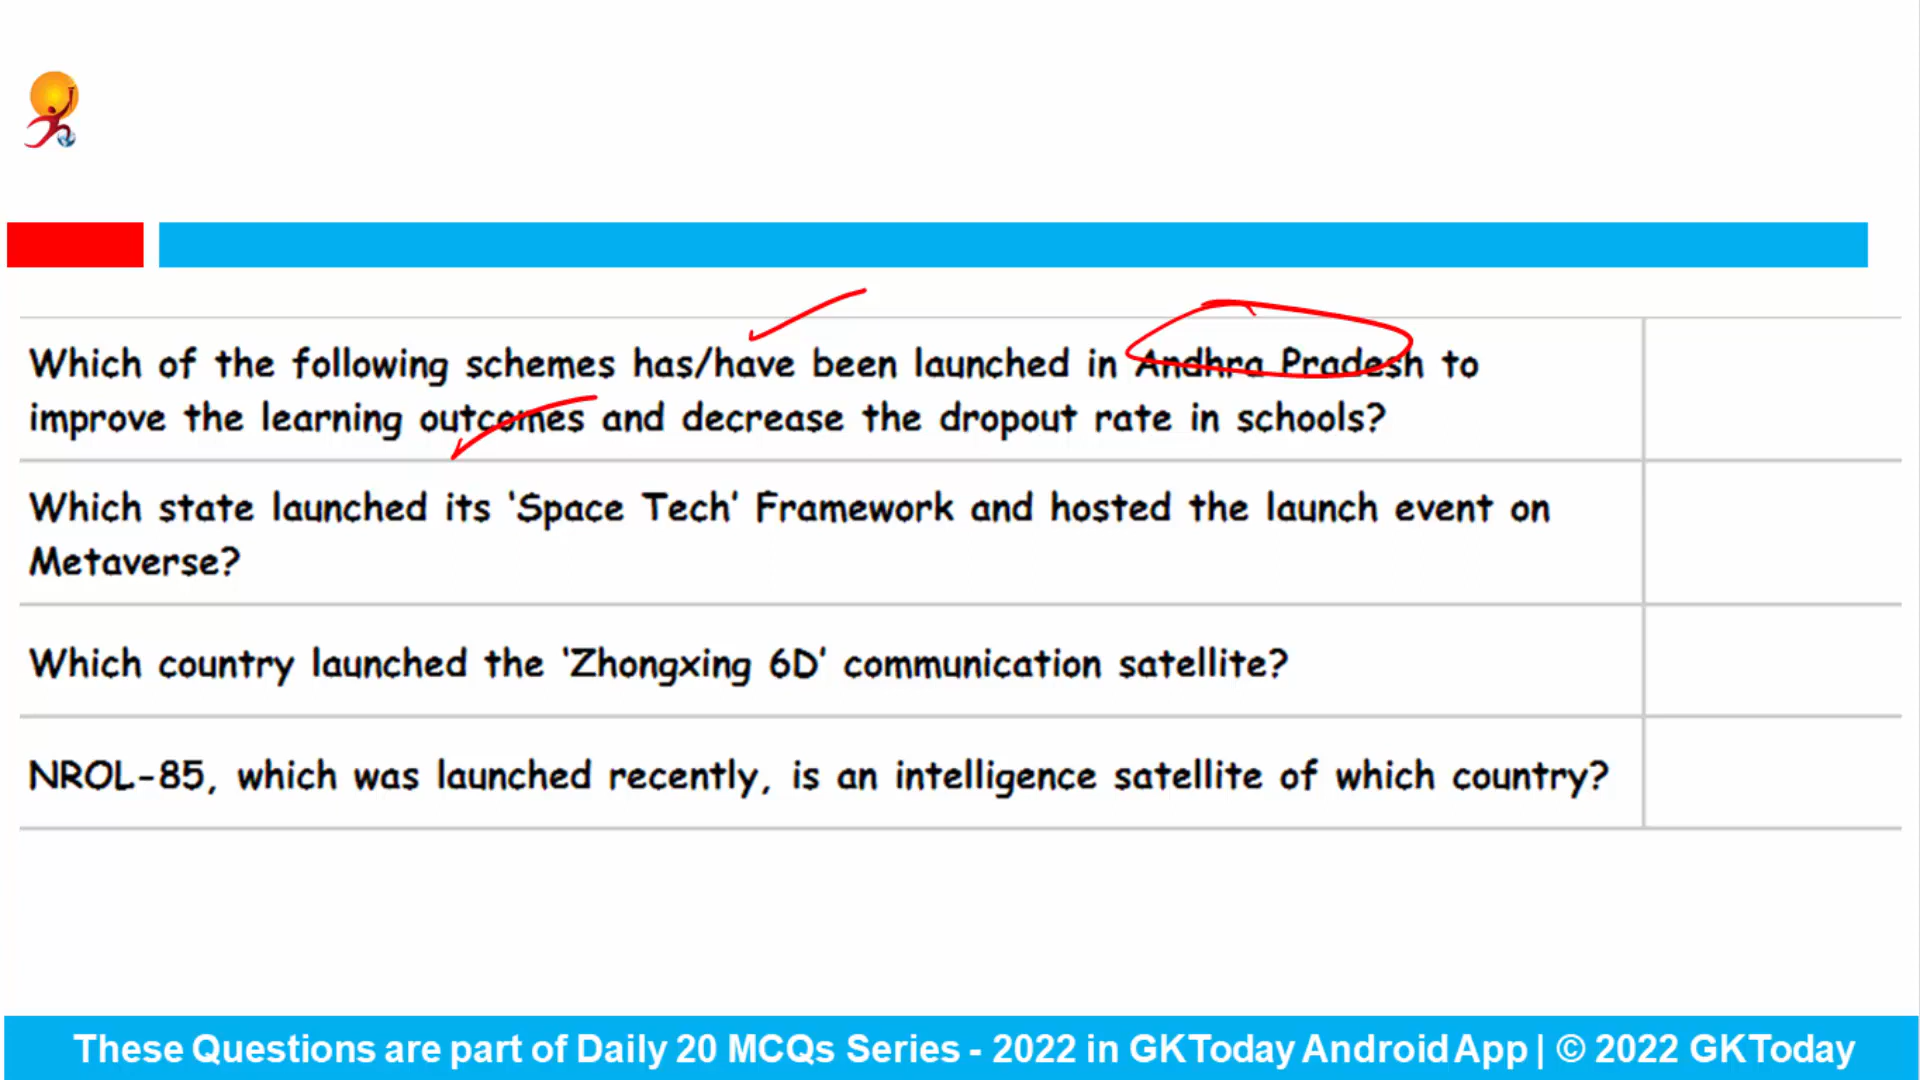 Which of the following schemes has/have been launched in Andhra Pradesh to
improve the learning outcomes and decrease the dropout rate in schools?
Which state launched its ‘Space Tech’ Framework and hosted the launch event on
Metaverse?
Which country launched the ‘Zhongxing 6D’ communication satellite?
NROL-85, which was launched recently, is an intelligence satellite of which country?
These Questions are part of Daily 20 MCQs Series - 2022 in GKToday Android App | © 2022 GKToday